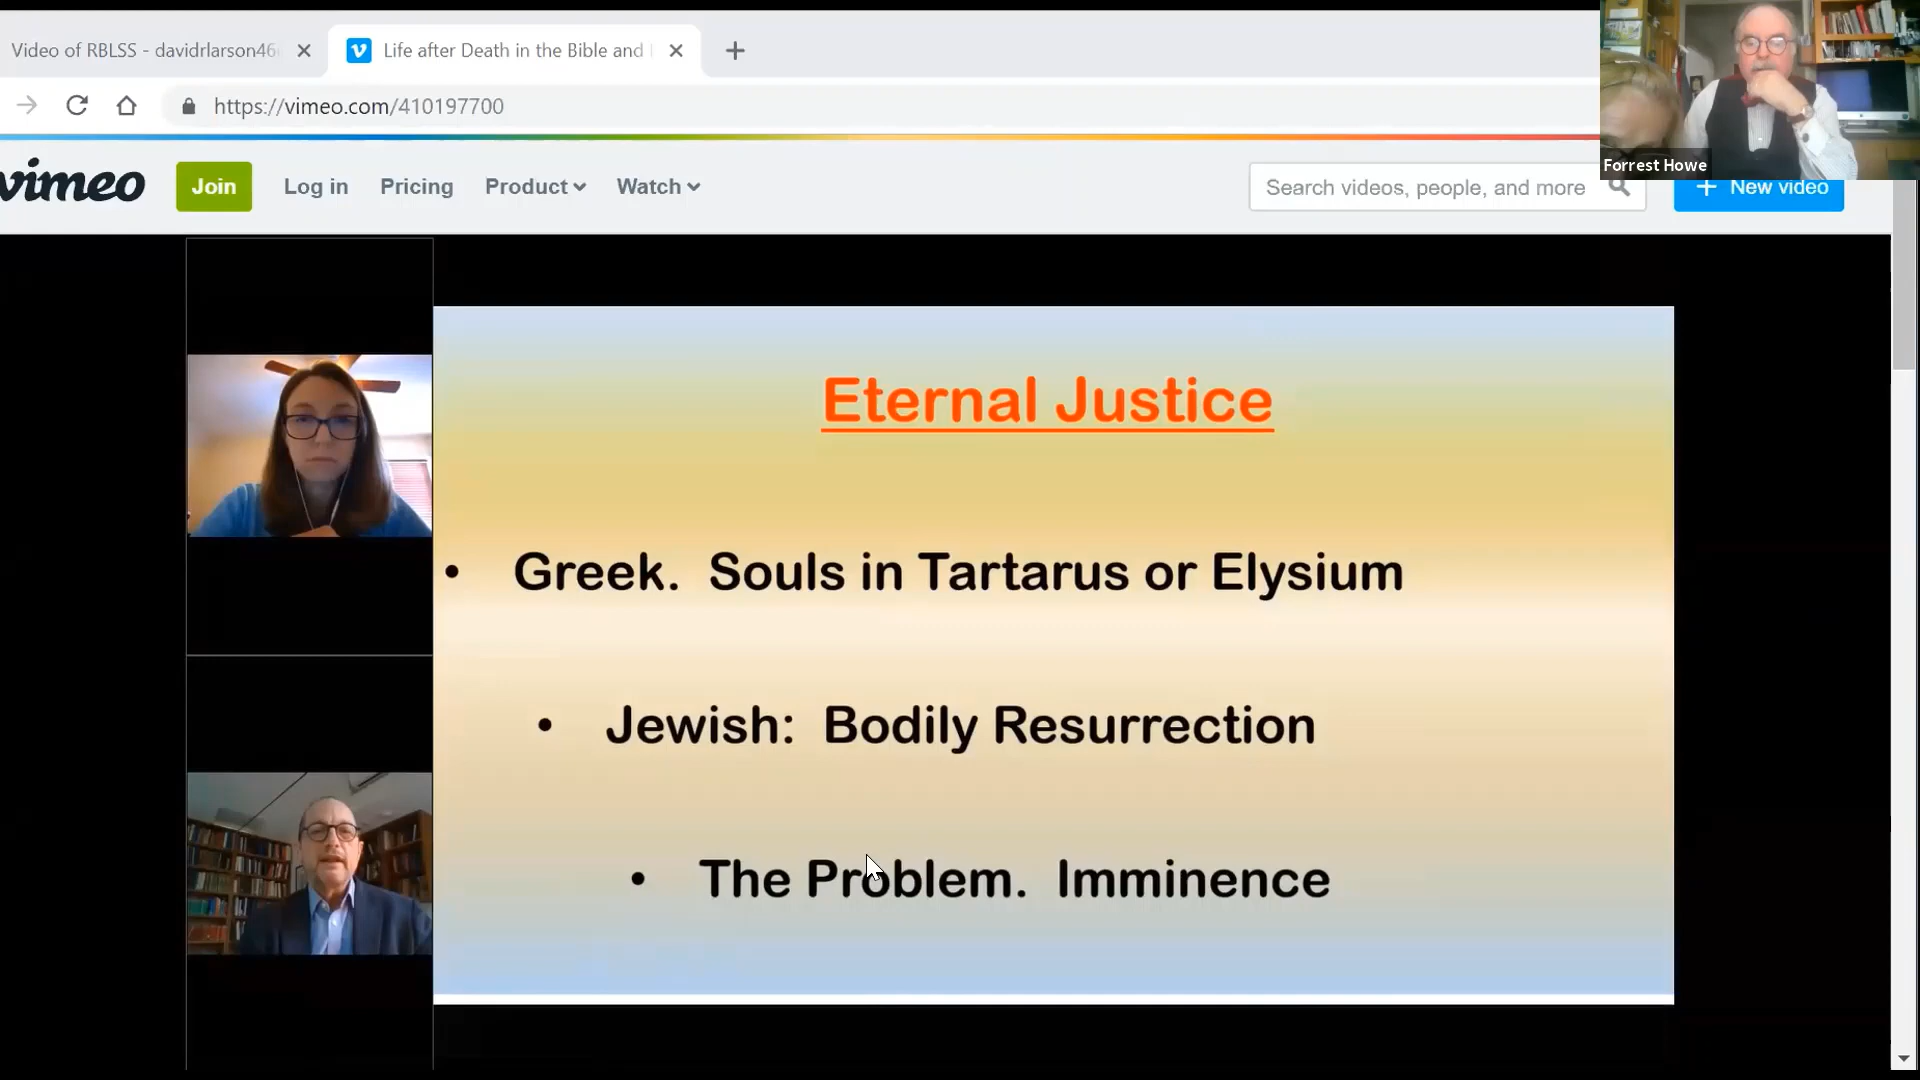 Video of RBLSS - davidrlarson46
Life after Death in the Bible and
https://vimeo.com/410197700
Forrest Howe
vimeo
Join
Log in
Pricing
Product
Watch
Search videos, people, and more
+ New video
Eternal Justice
• Greek. Souls in Tartarus or Elysium
• Jewish: Bodily Resurrection
• The Problem. Imminence